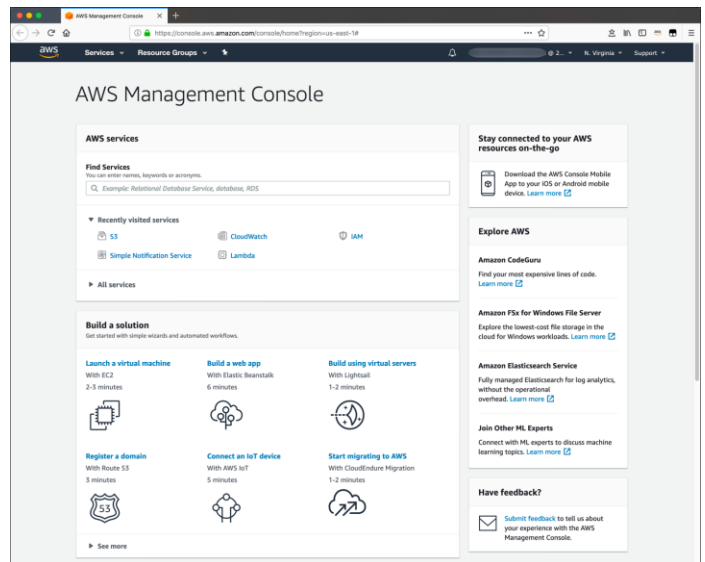 AWS Management Console
https://console.aws.amazon.com/console/home?region=us-east-1#
aws
Services
Resource Groups
@ 2...
N. Virginia
Support
AWS Management Console
AWS services
Find Services
You can enter names, keywords or acronyms.
Example: Relational Database Service, database, RDS
Recently visited services
S3
CloudWatch
IAM
Simple Notification Service
Lambda
All services
Build a solution
Get started with simple wizards and automated workflows.
Launch a virtual machine
With EC2
2-3 minutes
Build a web app
With Elastic Beanstalk
6 minutes
Build using virtual servers
With Lightsail
1-2 minutes
Register a domain
With Route 53
3 minutes
53
Connect an IoT device
With AWS IoT
5 minutes
Start migrating to AWS
With CloudEndure Migration
1-2 minutes
See more
Stay connected to your AWS
resources on-the-go
Download the AWS Console Mobile
App to your iOS or Android mobile
device. Learn more
Explore AWS
Amazon CodeGuru
Find your most expensive lines of code.
Learn more
Amazon FSx for Windows File Server
Explore the lowest-cost file storage in the
cloud for Windows workloads. Learn more
Amazon Elasticsearch Service
Fully managed Elasticsearch for log analytics,
without the operational
overhead. Learn more
Join Other ML Experts
Connect with ML experts to discuss machine
learning topics. Learn more
Have feedback?
Submit feedback to tell us about
your experience with the AWS
Management Console.